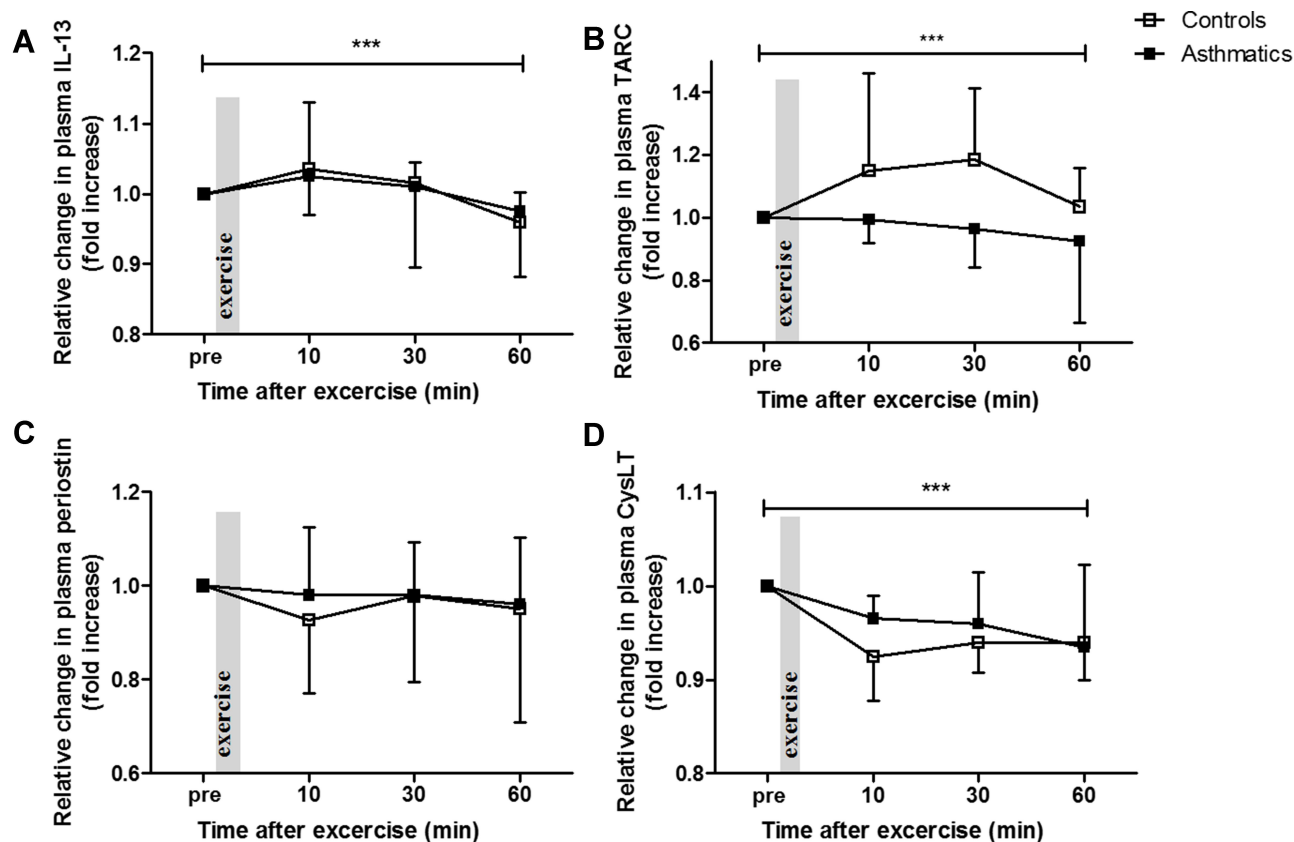 Controls
Asthmatics
A
Relative change in plasma IL-13
(fold increase)
***
1.2
1.1
1.0
0.9
0.8
exercise
pre
10
30
60
Time after excercise (min)
B
Relative change in plasma TARC
(fold increase)
***
1.4
1.2
1.0
0.8
0.6
exercise
pre
10
30
60
Time after excercise (min)
C
Relative change in plasma periostin
(fold increase)
1.2
1.0
0.8
0.6
exercise
pre
10
30
60
Time after excercise (min)
D
Relative change in plasma CysLT
(fold increase)
***
1.1
1.0
0.9
0.8
exercise
pre
10
30
60
Time after excercise (min)